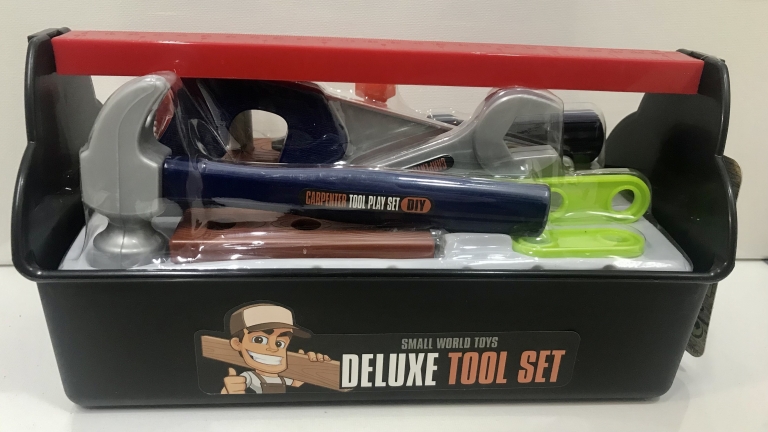 CARPENTER TOOL PLAY SET DIY
SMALL WORLD TOYS
DELUXE TOOL SET